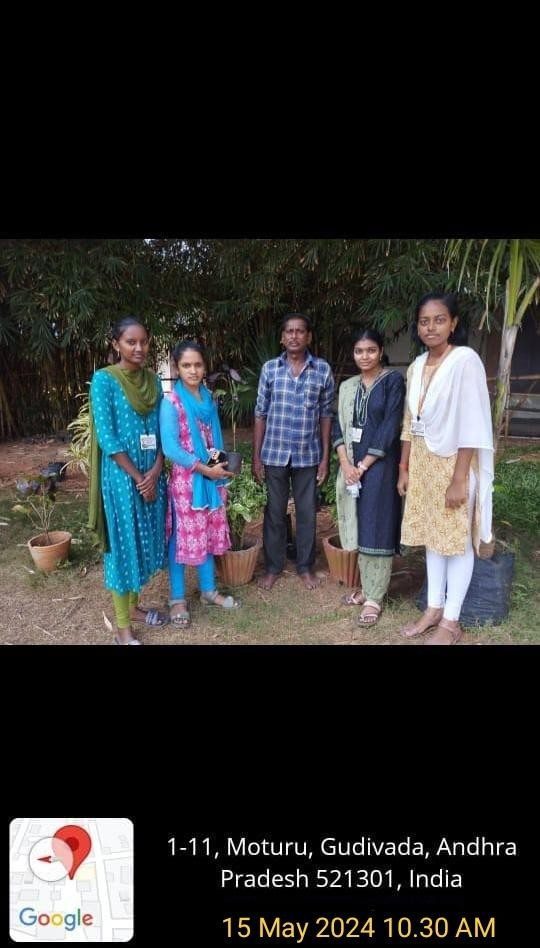 1-11, Moturu, Gudivada, Andhra
Pradesh 521301, India
Google
15 May 2024 10.30 AM